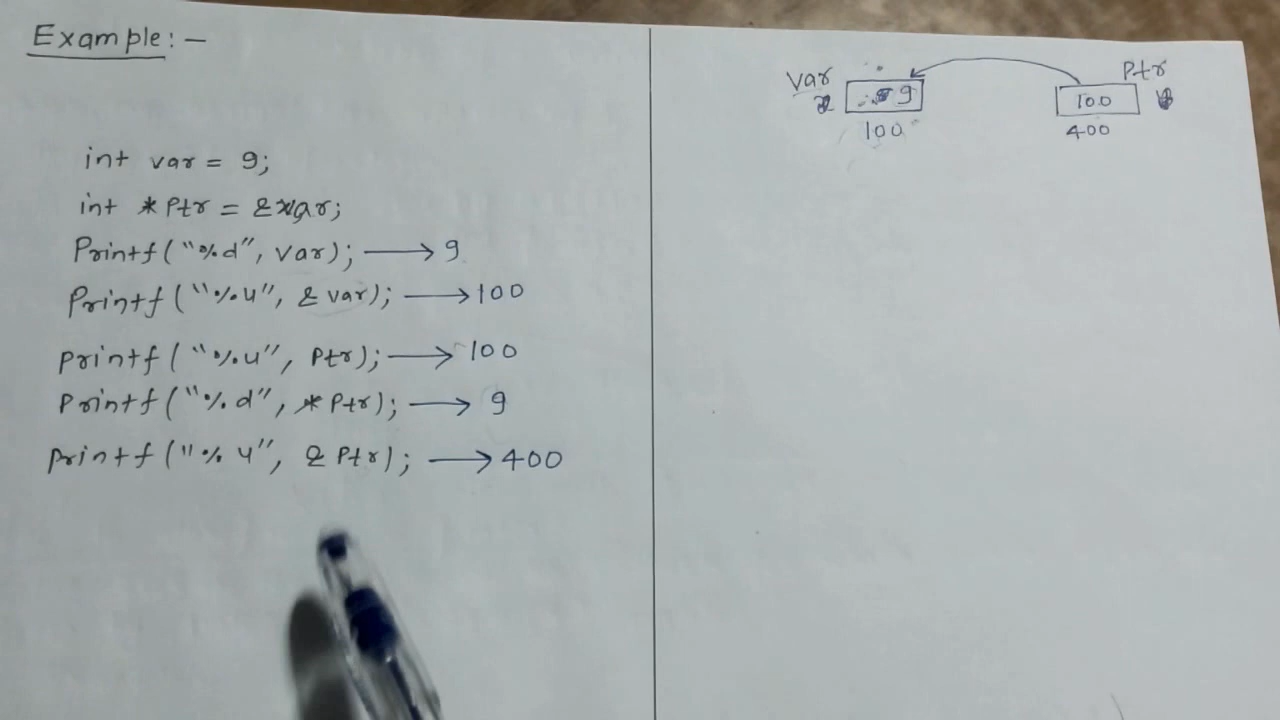 Example:-
int var = 9;
int *Ptr = &var;
Printf("%d", var); → 9
Printf("%u", &var); → 100
printf("%u", Ptr); → 100
Printf("%d", *Ptr); → 9
printf("%u", &Ptr); → 400
Var Ptr
9 100
100 400